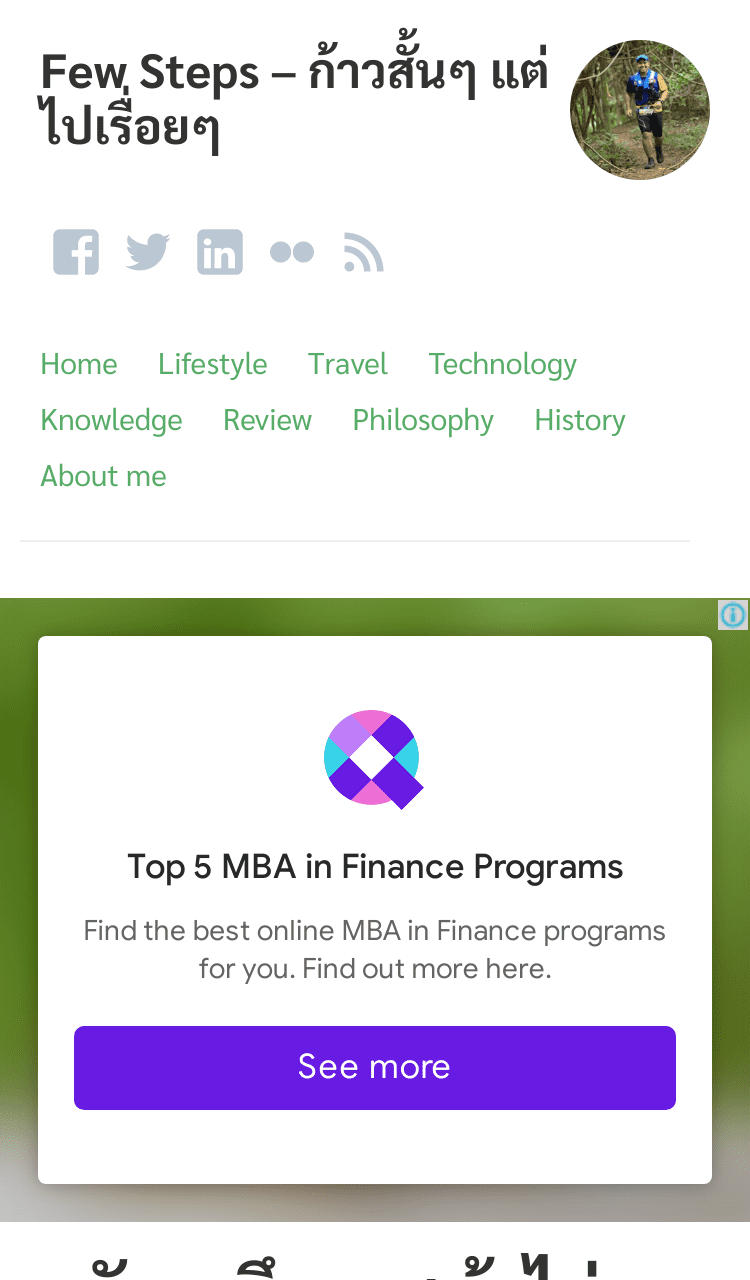 Few Steps – ก้าวสั้นๆ แต่
ไปเรื่อยๆ
Home Lifestyle Travel Technology
Knowledge Review Philosophy History
About me
Top 5 MBA in Finance Programs
Find the best online MBA in Finance programs
for you. Find out more here.
See more